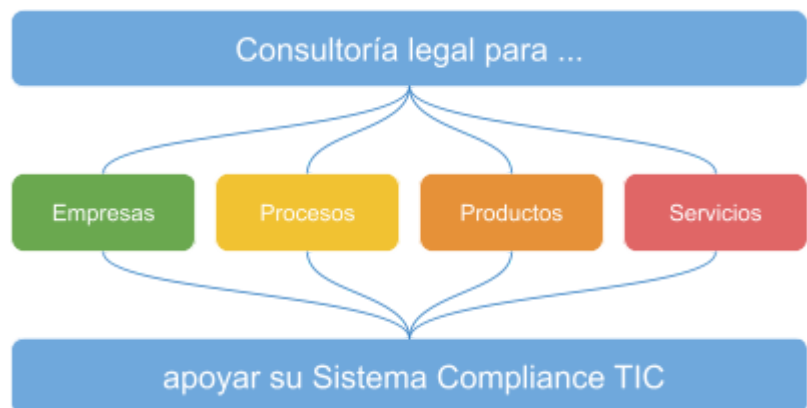 Consultoría legal para ...
Empresas
Procesos
Productos
Servicios
apoyar su Sistema Compliance TIC